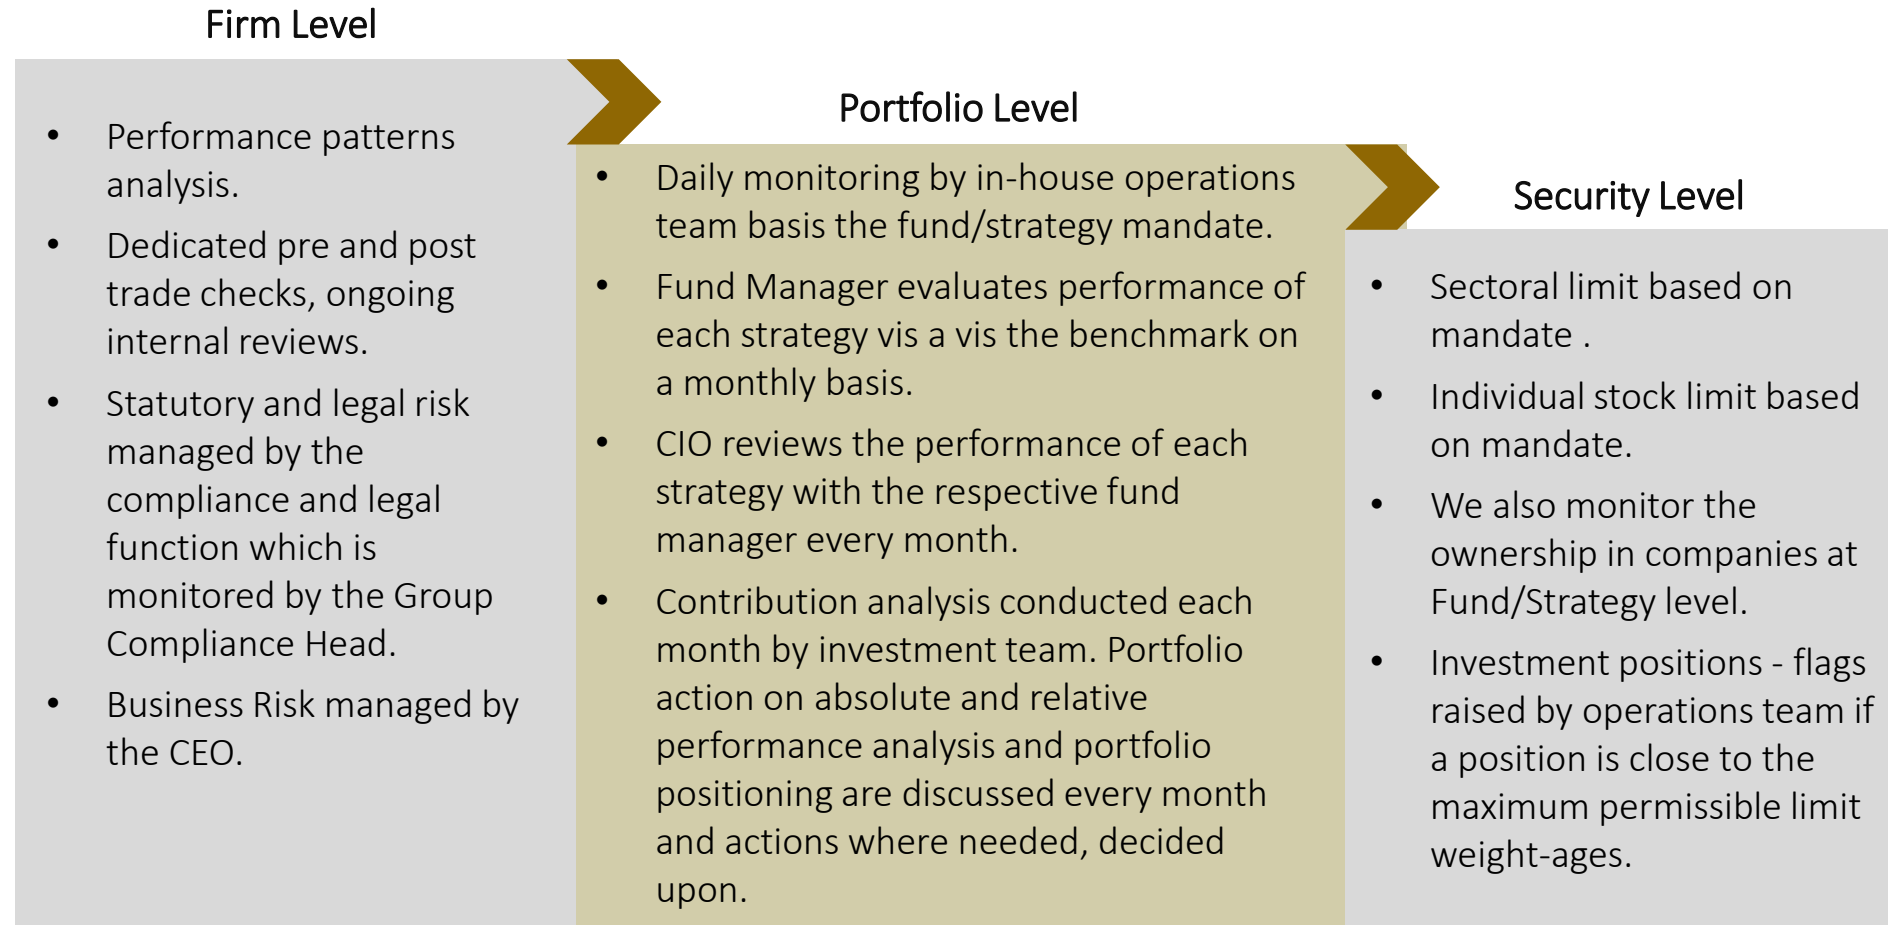 Firm Level
• Performance patterns
analysis.
• Dedicated pre and post
trade checks, ongoing
internal reviews.
• Statutory and legal risk
managed by the
compliance and legal
function which is
monitored by the Group
Compliance Head.
• Business Risk managed by
the CEO.
Portfolio Level
• Daily monitoring by in-house operations
team basis the fund/strategy mandate.
• Fund Manager evaluates performance of
each strategy vis a vis the benchmark on
a monthly basis.
• CIO reviews the performance of each
strategy with the respective fund
manager every month.
• Contribution analysis conducted each
month by investment team. Portfolio
action on absolute and relative
performance analysis and portfolio
positioning are discussed every month
and actions where needed, decided
upon.
Security Level
• Sectoral limit based on
mandate .
• Individual stock limit based
on mandate.
• We also monitor the
ownership in companies at
Fund/Strategy level.
• Investment positions - flags
raised by operations team if
a position is close to the
maximum permissible limit
weight-ages.